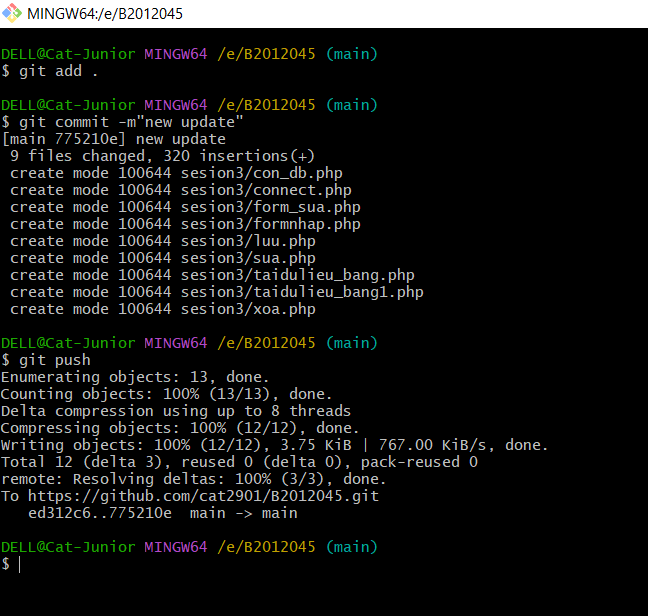 MINGW64:/e/B2012045
DELL@Cat-Junior MINGW64 /e/B2012045 (main)
$ git add .
DELL@Cat-Junior MINGW64 /e/B2012045 (main)
$ git commit -m"new update"
[main 775210e] new update
 9 files changed, 320 insertions(+)
 create mode 100644 sesion3/con_db.php
 create mode 100644 sesion3/connect.php
 create mode 100644 sesion3/form_sua.php
 create mode 100644 sesion3/formnhap.php
 create mode 100644 sesion3/luu.php
 create mode 100644 sesion3/sua.php
 create mode 100644 sesion3/taidulieu_bang.php
 create mode 100644 sesion3/taidulieu_bang1.php
 create mode 100644 sesion3/xoa.php
DELL@Cat-Junior MINGW64 /e/B2012045 (main)
$ git push
Enumerating objects: 13, done.
Counting objects: 100% (13/13), done.
Delta compression using up to 8 threads
Compressing objects: 100% (12/12), done.
Writing objects: 100% (12/12), 3.75 KiB | 767.00 KiB/s, done.
Total 12 (delta 3), reused 0 (delta 0), pack-reused 0
remote: Resolving deltas: 100% (3/3), done.
To https://github.com/cat2901/B2012045.git
   ed312c6..775210e  main -> main
DELL@Cat-Junior MINGW64 /e/B2012045 (main)
$